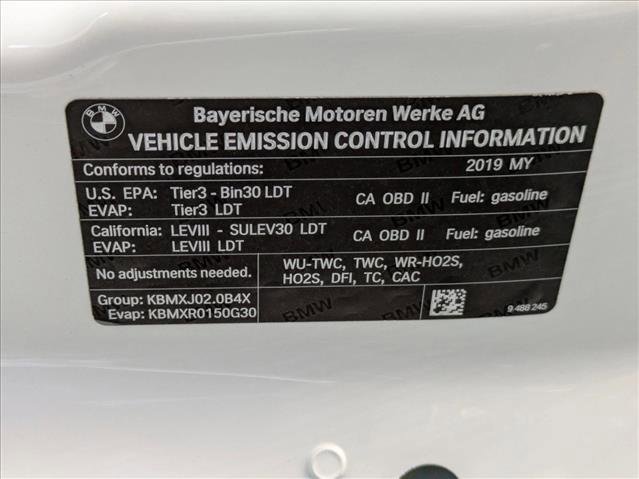 BMW
Bayerische Motoren Werke AG
VEHICLE EMISSION CONTROL INFORMATION
Conforms to regulations: 2019 MY
U.S. EPA: Tier3 - Bin30 LDT CA OBD II Fuel: gasoline
EVAP: Tier3 LDT
California: LEVIII - SULEV30 LDT CA OBD II Fuel: gasoline
EVAP: LEVIII LDT
No adjustments needed. WU-TWC, TWC, WR-HO2S,
HO2S, DFI, TC, CAC
Group: KBMXJ02.0B4X
Evap: KBMXR0150G30
9 488 245